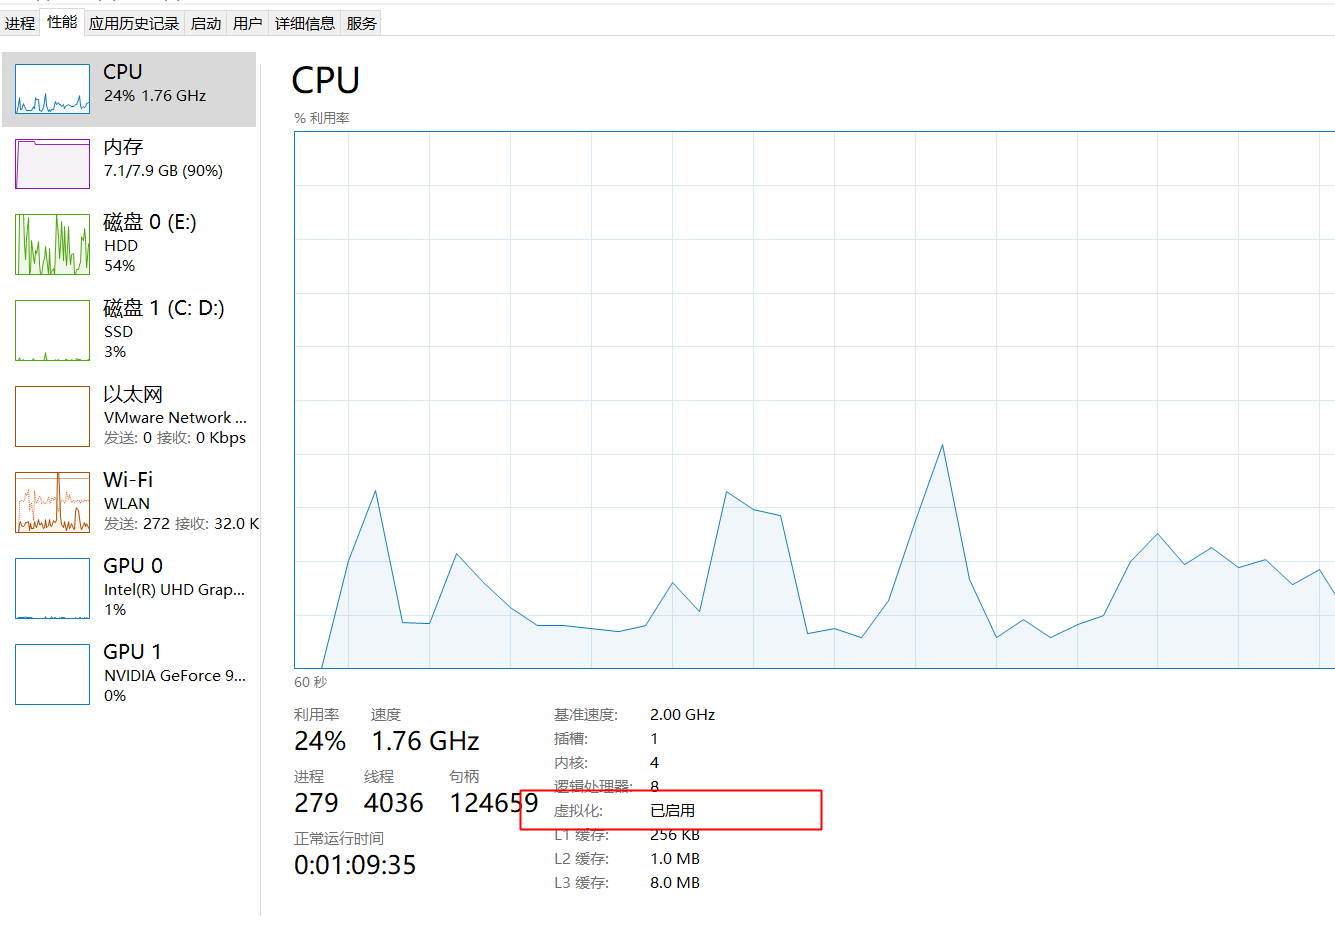 进程 性能 应用历史记录 启动 用户 详细信息 服务
CPU
24% 1.76 GHz
内存
7.1/7.9 GB (90%)
磁盘 0 (E:)
HDD
54%
磁盘 1 (C: D:)
SSD
3%
以太网
VMware Network ...
发送: 0 接收: 0 Kbps
Wi-Fi
WLAN
发送: 272 接收: 32.0 K
GPU 0
Intel(R) UHD Grap...
1%
GPU 1
NVIDIA GeForce 9...
0%
CPU
% 利用率
60 秒
利用率 速度
24% 1.76 GHz
进程 线程 句柄
279 4036 124659
正常运行时间
0:01:09:35
基准速度: 2.00 GHz
插槽: 1
内核: 4
逻辑处理器: 8
虚拟化: 已启用
L1 缓存: 256 KB
L2 缓存: 1.0 MB
L3 缓存: 8.0 MB